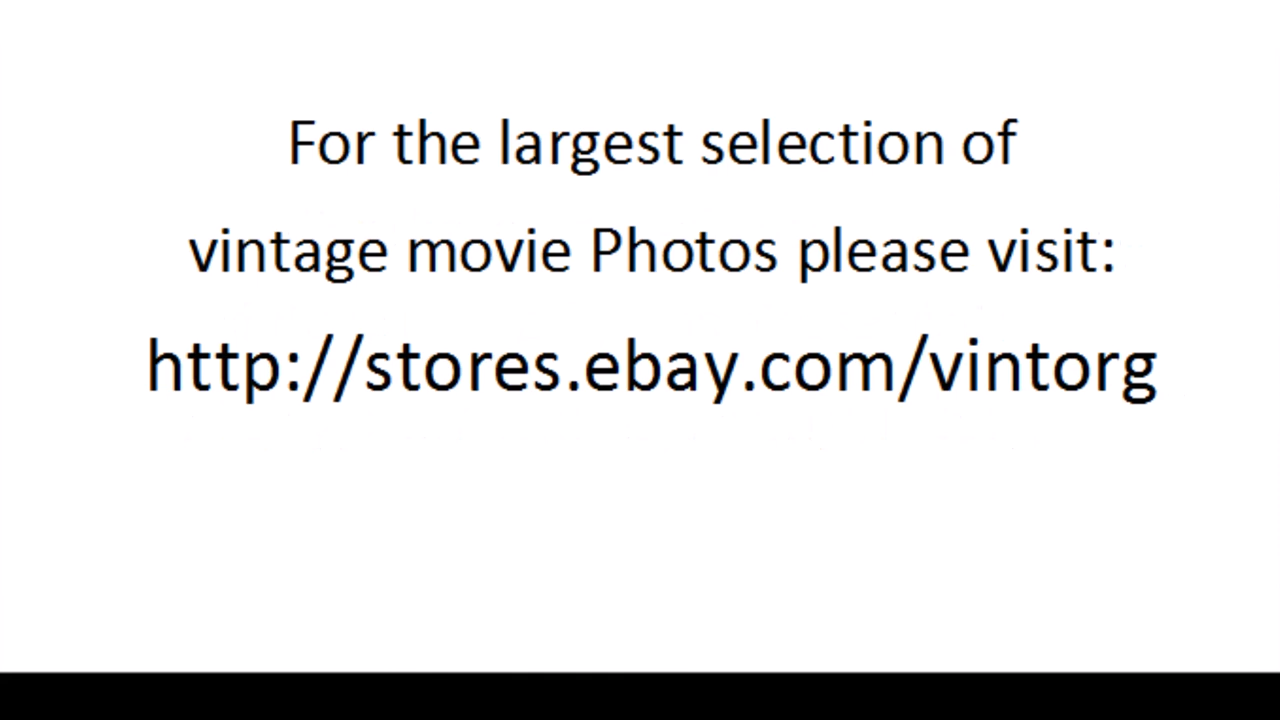 For the largest selection of
vintage movie Photos please visit:
http://stores.ebay.com/vintorg